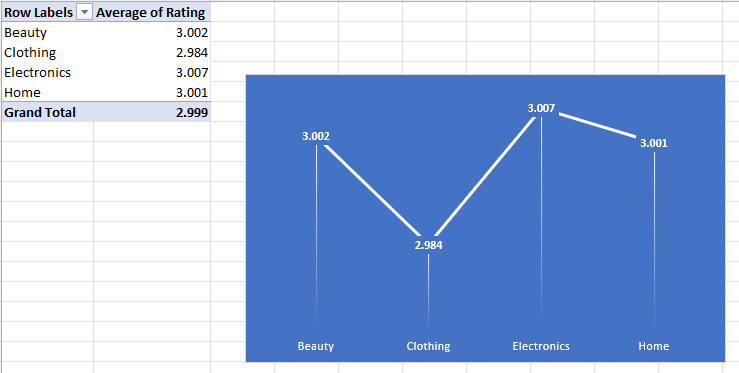 Row Labels Average of Rating
Beauty 3.002
Clothing 2.984
Electronics 3.007
Home 3.001
Grand Total 2.999
3.007
3.002
3.001
2.984
Beauty Clothing Electronics Home